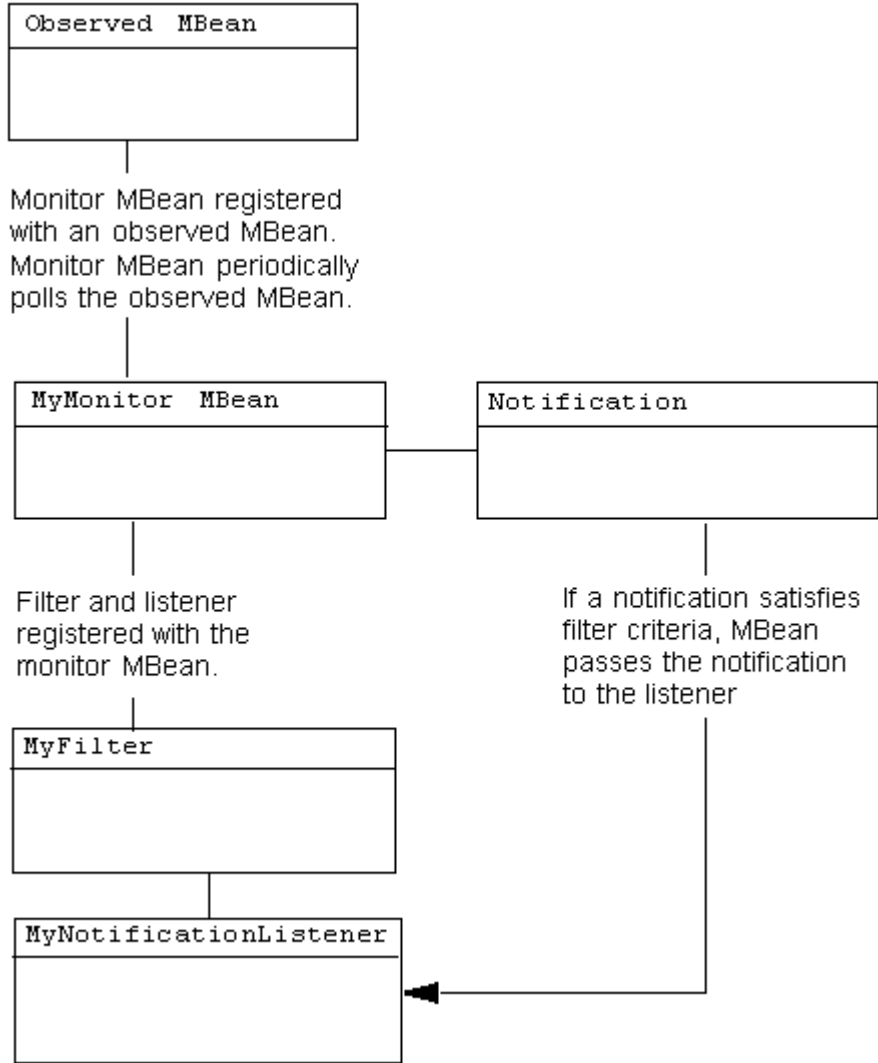 Observed MBean
Monitor MBean registered
with an observed MBean.
Monitor MBean periodically
polls the observed MBean.
MyMonitor MBean
Notification
Filter and listener
registered with the
monitor MBean.
If a notification satisfies
filter criteria, MBean
passes the notification
to the listener
MyFilter
MyNotificationListener